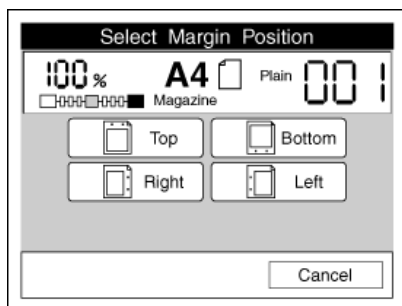 Select Margin Position
100 % A4 Plain 001
Magazine
Top Bottom
Right Left
Cancel